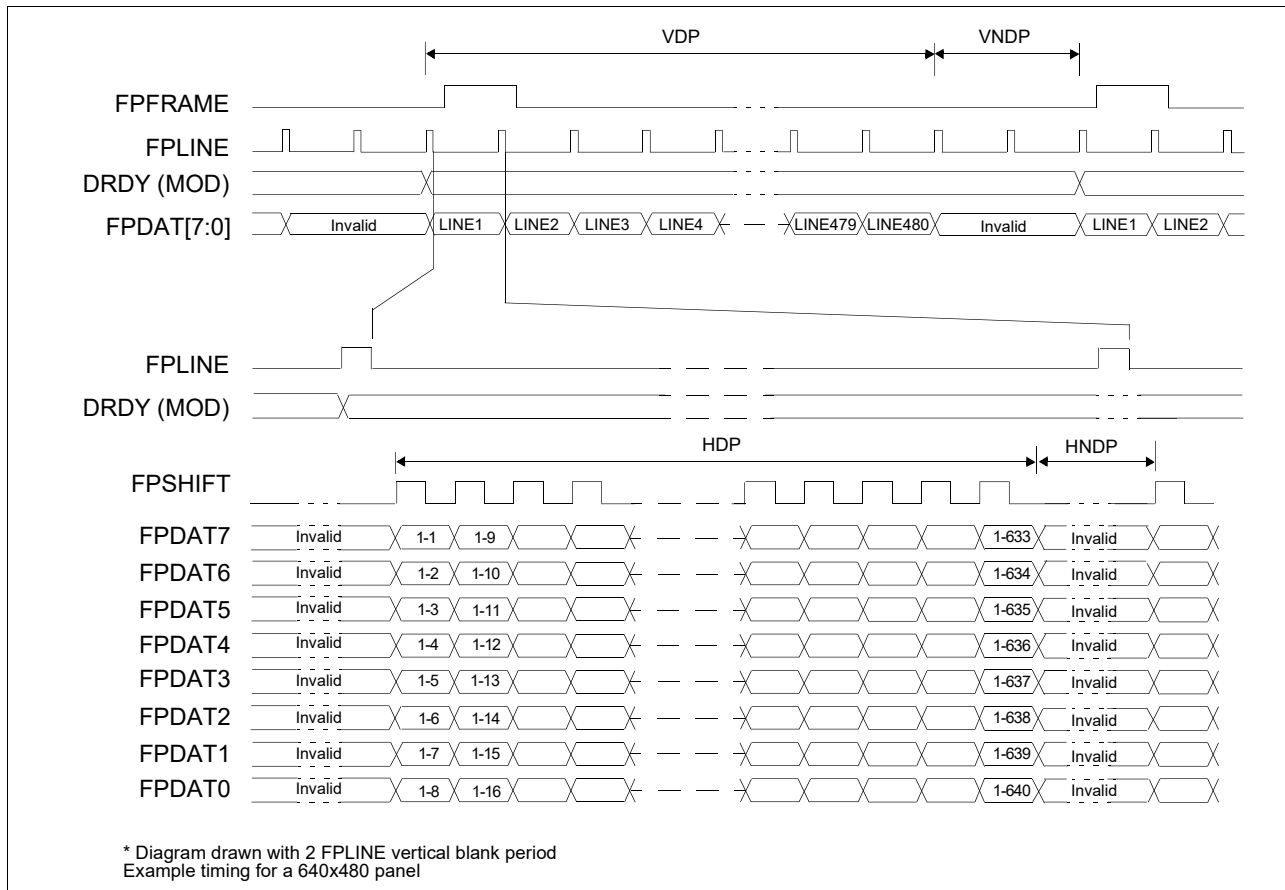 VDP VNDP
FPFRAME
FPLINE
DRDY (MOD)
FPDAT[7:0] Invalid LINE1 LINE2 LINE3 LINE4 LINE479 LINE480 Invalid LINE1 LINE2
FPLINE
DRDY (MOD)
HDP HNDP
FPSHIFT
FPDAT7 Invalid 1-1 1-9 1-633 Invalid
FPDAT6 Invalid 1-2 1-10 1-634 Invalid
FPDAT5 Invalid 1-3 1-11 1-635 Invalid
FPDAT4 Invalid 1-4 1-12 1-636 Invalid
FPDAT3 Invalid 1-5 1-13 1-637 Invalid
FPDAT2 Invalid 1-6 1-14 1-638 Invalid
FPDAT1 Invalid 1-7 1-15 1-639 Invalid
FPDAT0 Invalid 1-8 1-16 1-640 Invalid
* Diagram drawn with 2 FPLINE vertical blank period
Example timing for a 640x480 panel